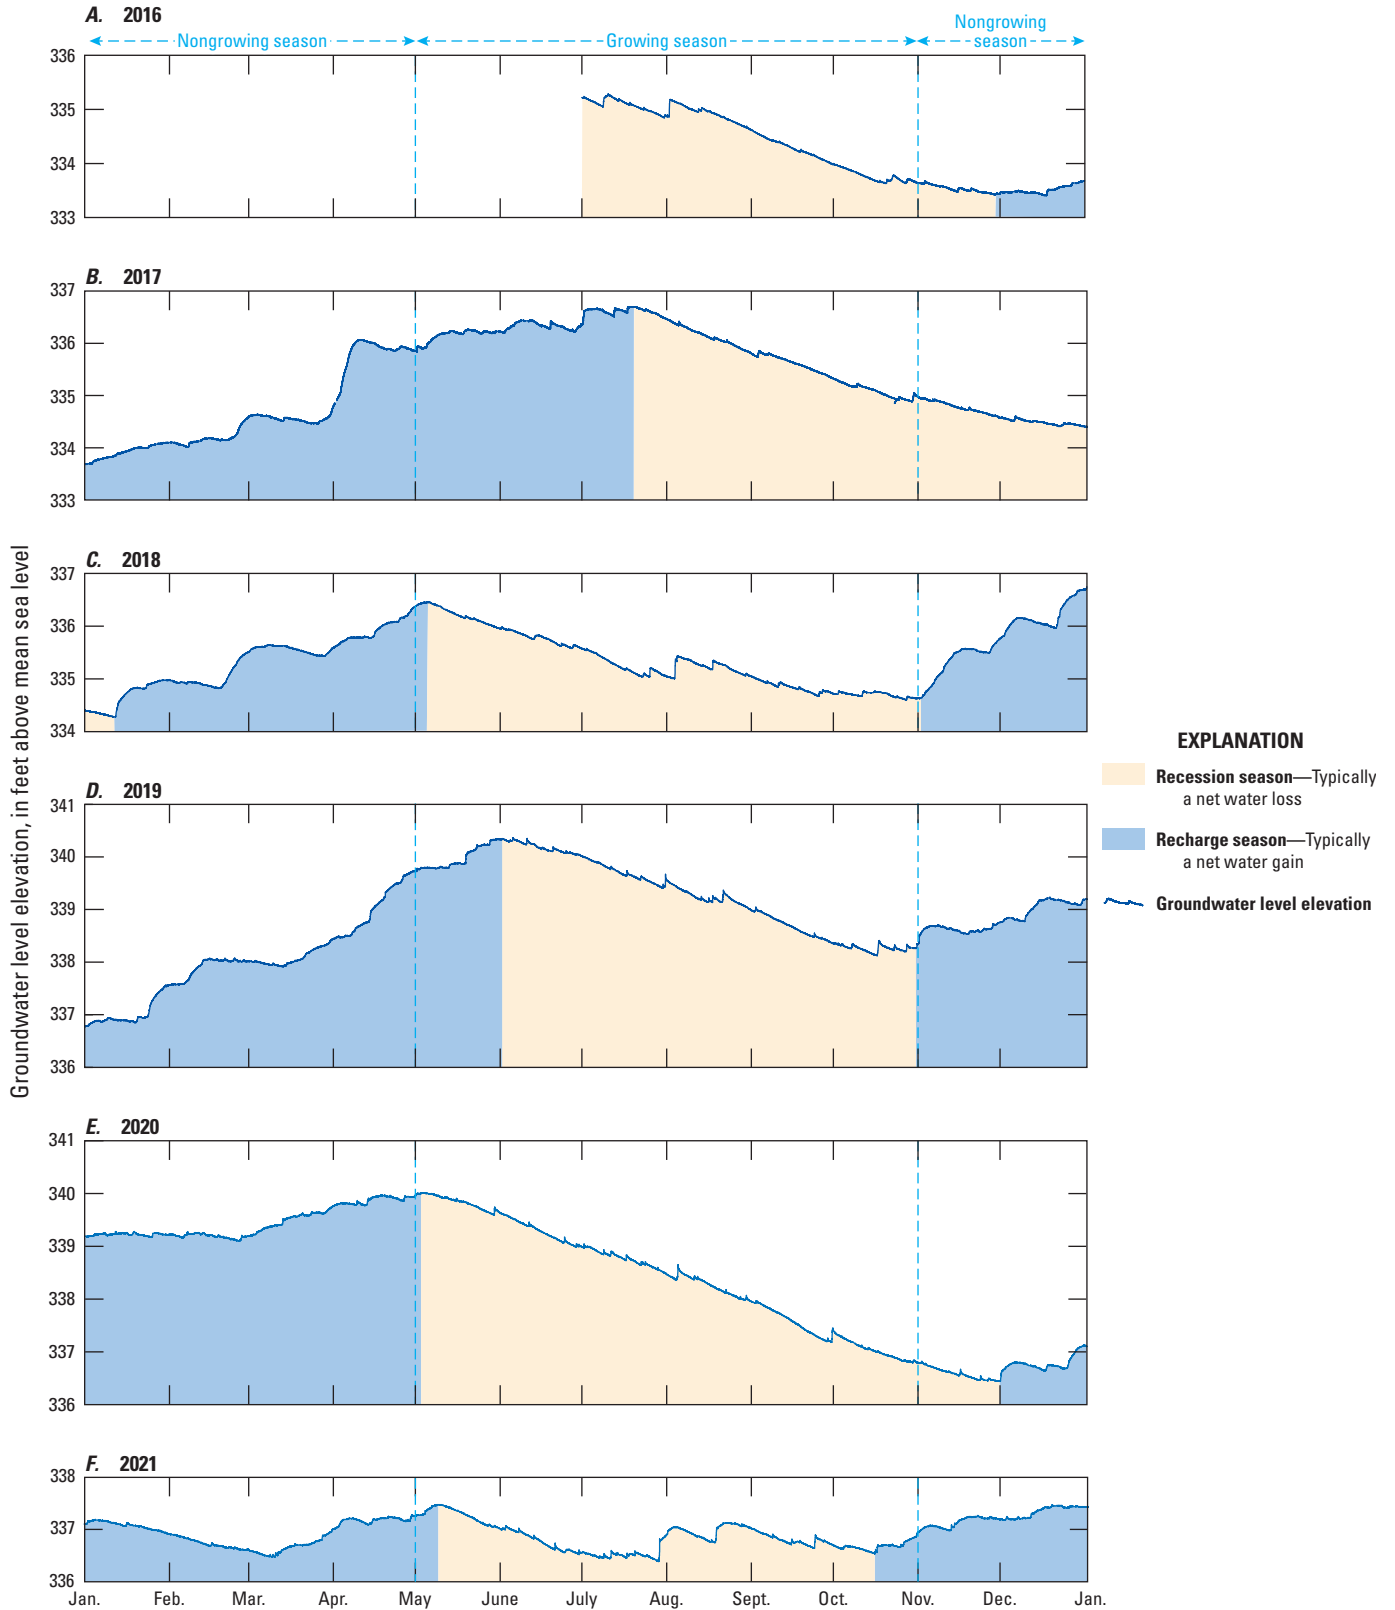 A. 2016
Nongrowing season
Growing season
Nongrowing
season
336
335
334
333
B. 2017
337
336
335
334
333
C. 2018
337
336
335
334
D. 2019
341
340
339
338
337
336
E. 2020
341
340
339
338
337
336
F. 2021
338
337
336
Jan. Feb. Mar. Apr. May June July Aug. Sept. Oct. Nov. Dec. Jan.
Groundwater level elevation, in feet above mean sea level
EXPLANATION
Recession season—Typically
a net water loss
Recharge season—Typically
a net water gain
Groundwater level elevation